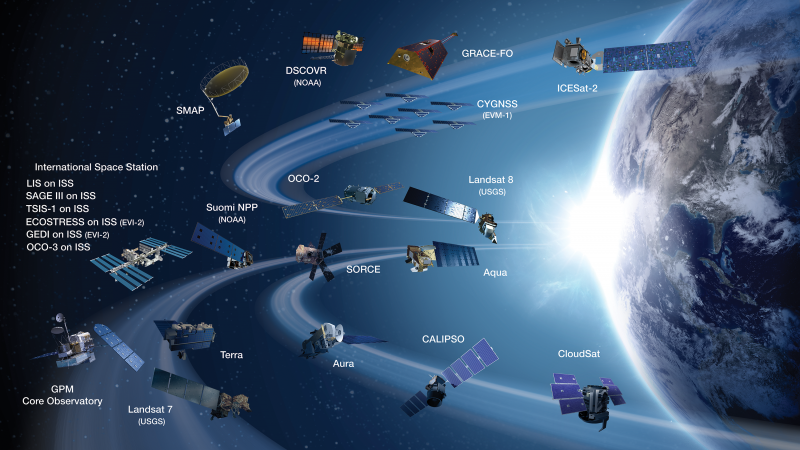 GRACE-FO
DSCOVR
(NOAA)
ICESat-2
SMAP
CYGNSS
(EVM-1)
International Space Station
LIS on ISS
SAGE III on ISS
TSIS-1 on ISS
ECOSTRESS on ISS (EVI-2)
GEDI on ISS (EVI-2)
OCO-3 on ISS
OCO-2
Landsat 8
(USGS)
Suomi NPP
(NOAA)
SORCE
Aqua
Terra
Aura
CALIPSO
CloudSat
GPM
Core Observatory
Landsat 7
(USGS)